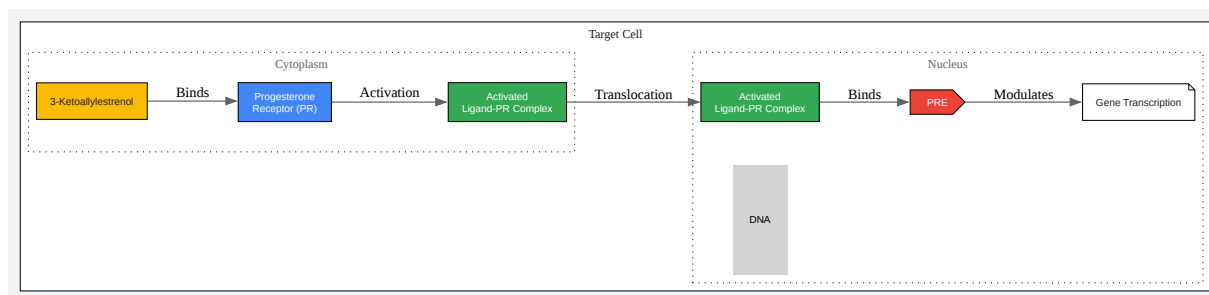 Target Cell
Cytoplasm
Nucleus
3-Ketoallylestrenol
Binds
Progesterone
Receptor (PR)
Activation
Activated
Ligand-PR Complex
Translocation
Activated
Ligand-PR Complex
Binds
PRE
Modulates
Gene Transcription
DNA